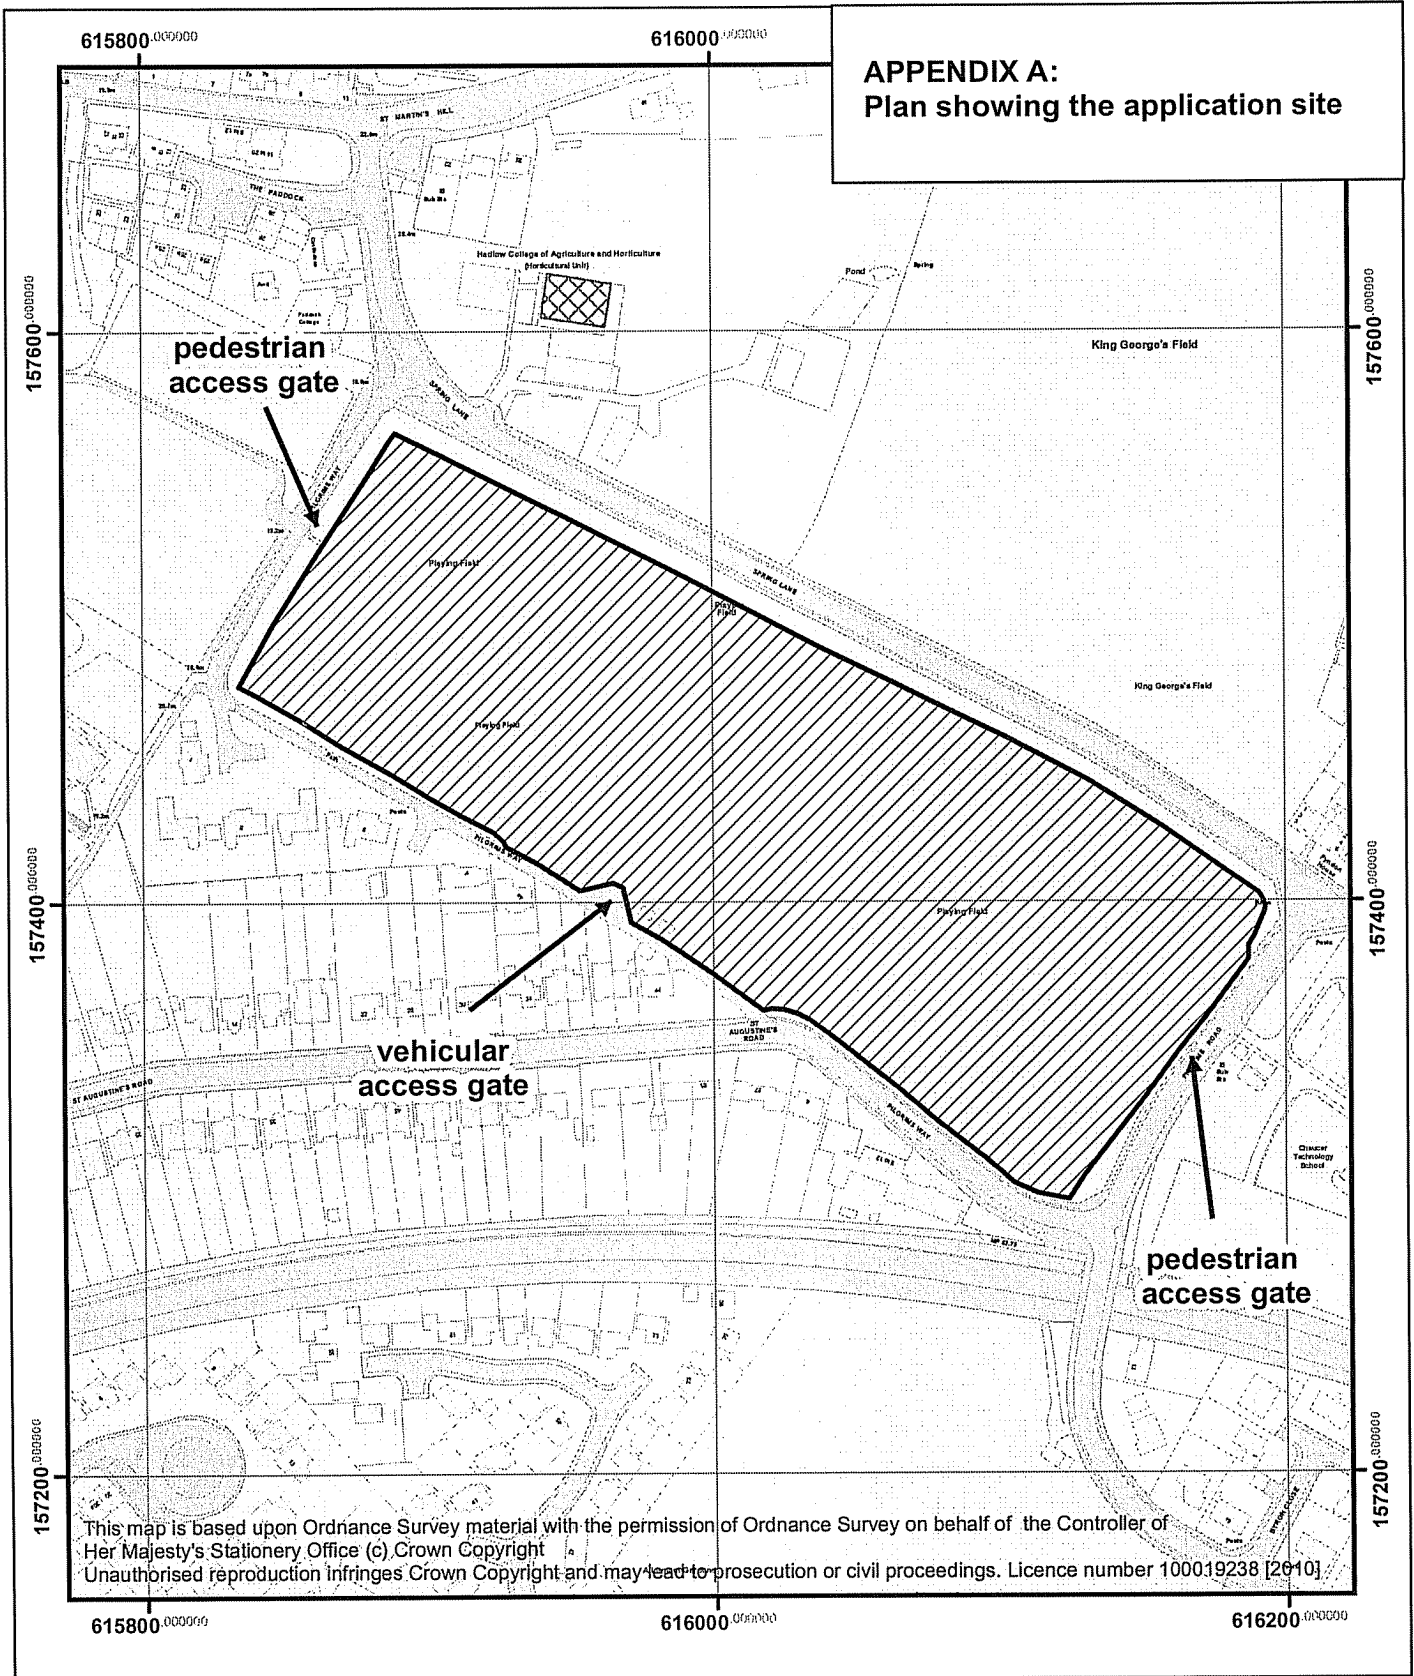 615800.000000
616000.000000
APPENDIX A:
Plan showing the application site
ST MARTIN'S HILL
THE PADDOCK
Hadlow College of Agriculture and Horticulture
(Horticultural Unit)
Pond
Spring
157600.000000
157600.000000
King George's Field
pedestrian
access gate
SPRING LANE
Playing Field
SPRING LANE
King George's Field
Playing Field
Posts
PILGRIMS WAY
157400.000000
157400.000000
Playing Field
Posts
vehicular
access gate
ST
AUGUSTINE'S
ROAD
ST AUGUSTINE'S ROAD
PILGRIMS WAY
Chaucer
Technology
School
pedestrian
access gate
157200.000000
157200.000000
Posts
This map is based upon Ordnance Survey material with the permission of Ordnance Survey on behalf of the Controller of
Her Majesty's Stationery Office (c) Crown Copyright
Unauthorised reproduction infringes Crown Copyright and may lead to prosecution or civil proceedings. Licence number 100019238 [2010]
615800.000000
616000.000000
616200.000000